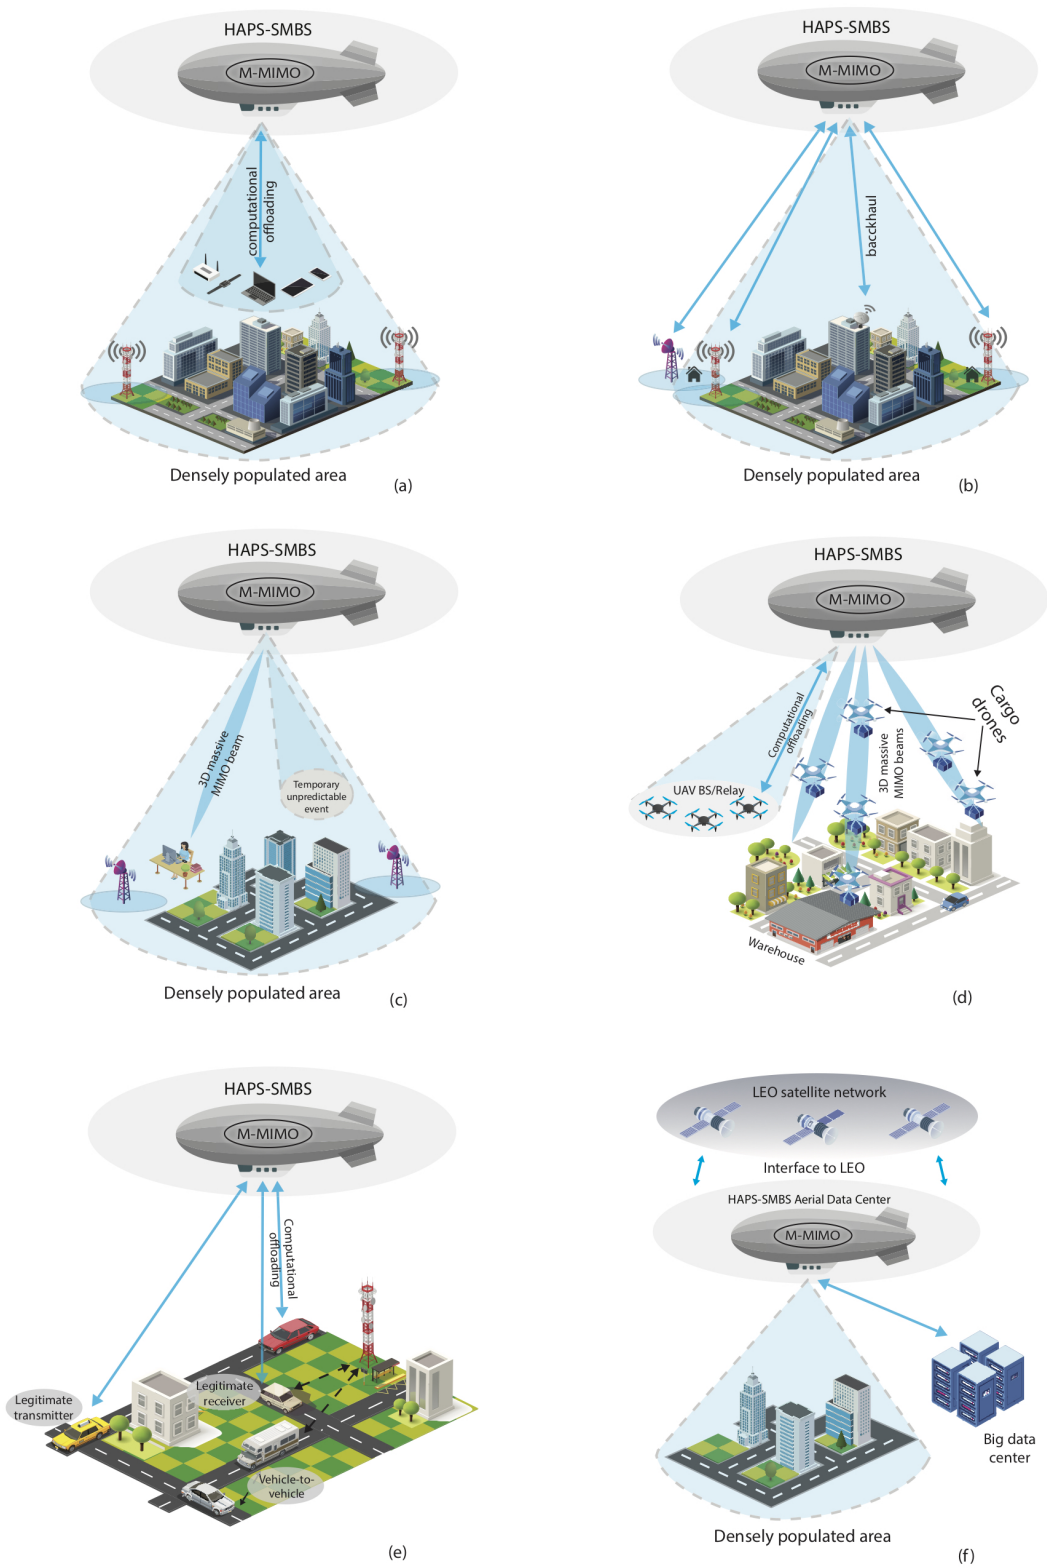 HAPS-SMBS
M-MIMO
computational
offloading
Densely populated area
(a)
HAPS-SMBS
M-MIMO
bacckhaul
Densely populated area
(b)
HAPS-SMBS
M-MIMO
3D massive
MIMO beam
Temporary
unpredictable
event
Densely populated area
(c)
HAPS-SMBS
M-MIMO
Computational
offloading
Cargo
drones
3D massive
MIMO beams
UAV BS/Relay
Warehouse
(d)
HAPS-SMBS
M-MIMO
Computational
offloading
Legitimate
transmitter
Legitimate
receiver
Vehicle-to-
vehicle
(e)
LEO satellite network
Interface to LEO
HAPS-SMBS Aerial Data Center
M-MIMO
Big data
center
Densely populated area
(f)